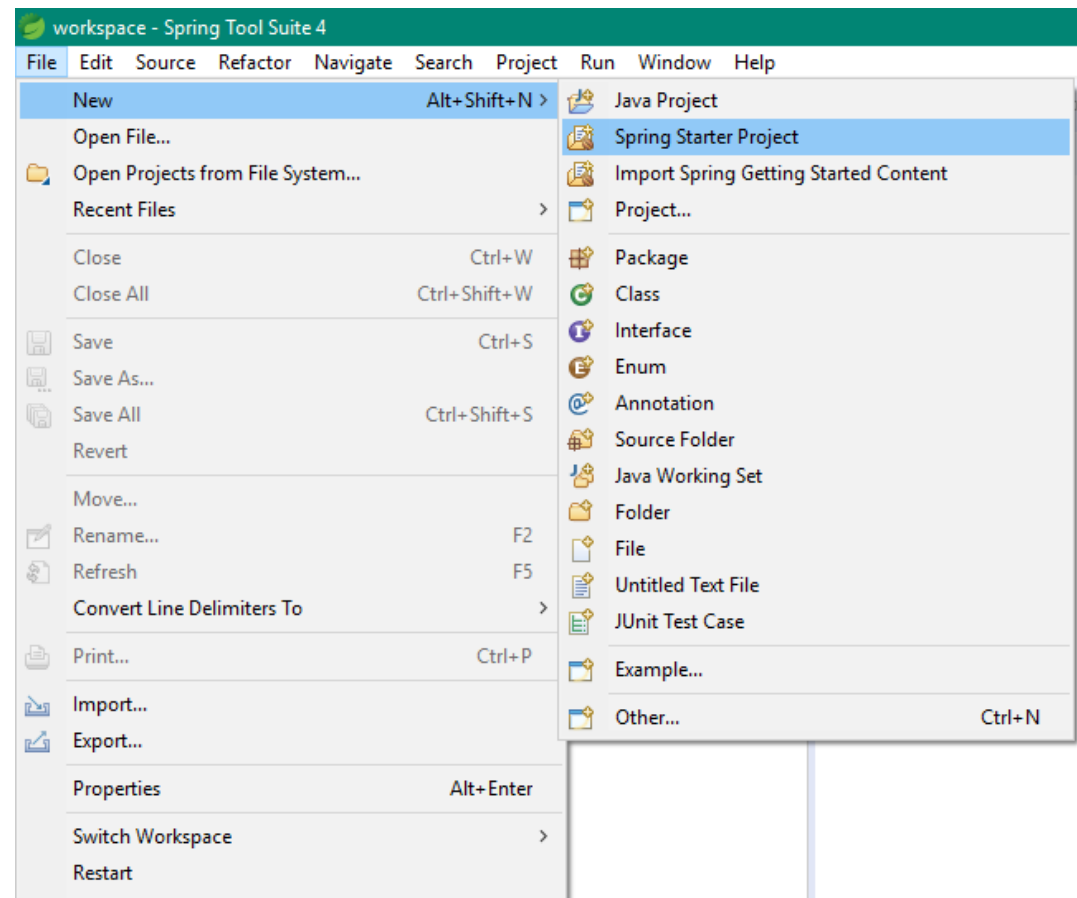 workspace - Spring Tool Suite 4
File Edit Source Refactor Navigate Search Project Run Window Help
New Alt+Shift+N >
Open File...
Open Projects from File System...
Recent Files >
Close Ctrl+W
Close All Ctrl+Shift+W
Save Ctrl+S
Save As...
Save All Ctrl+Shift+S
Revert
Move...
Rename... F2
Refresh F5
Convert Line Delimiters To >
Print... Ctrl+P
Import...
Export...
Properties Alt+Enter
Switch Workspace >
Restart
Java Project
Spring Starter Project
Import Spring Getting Started Content
Project...
Package
Class
Interface
Enum
Annotation
Source Folder
Java Working Set
Folder
File
Untitled Text File
JUnit Test Case
Example...
Other... Ctrl+N